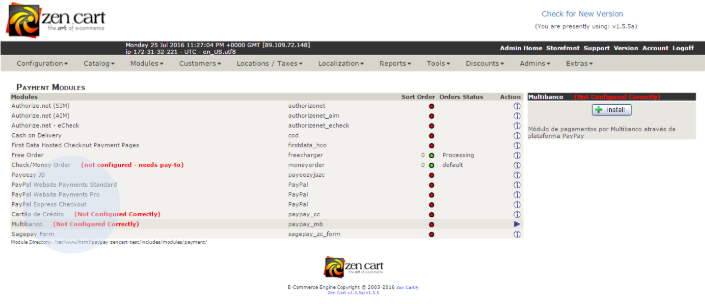 zen cart
the art of e-commerce
Check for New Version
(You are presently using: v1.5.5a)
Monday 25 Jul 2016 11:27:04 PM +0000 GMT [89.109.72.148]
ip-172-31-32-221 - UTC - en_US.utf8
Admin Home Storefront Support Version Account Logoff
Configuration Catalog Modules Customers Locations / Taxes Localization Reports Tools Discounts Admins Extras
PAYMENT MODULES
Modules Sort Order Orders Status Action
Authorize.net (SIM) authorizenet
Authorize.net (AIM) authorizenet_aim
Authorize.net - eCheck authorizenet_echeck
Cash on Delivery cod
First Data Hosted Checkout Payment Pages firstdata_hco
Free Order freecharger 0 Processing
Check/Money Order (not configured - needs pay-to) moneyorder 0 default
Payeezy JS payeezyjszc
PayPal Website Payments Standard PayPal
PayPal Website Payments Pro PayPal
PayPal Express Checkout PayPal
Cartão de Crédito (Not Configured Correctly) paypay_cc
Multibanco (Not Configured Correctly) paypay_mb
Sagepay Form sagepay_zc_form
Module Directory: /var/www/html/paypay-zencart-test/includes/modules/payment/
Multibanco (Not Configured Correctly)
install
Módulo de pagamentos por Multibanco através de
plataforma PayPay
zen cart
the art of e-commerce
E-Commerce Engine Copyright © 2003-2016 Zen Cart®